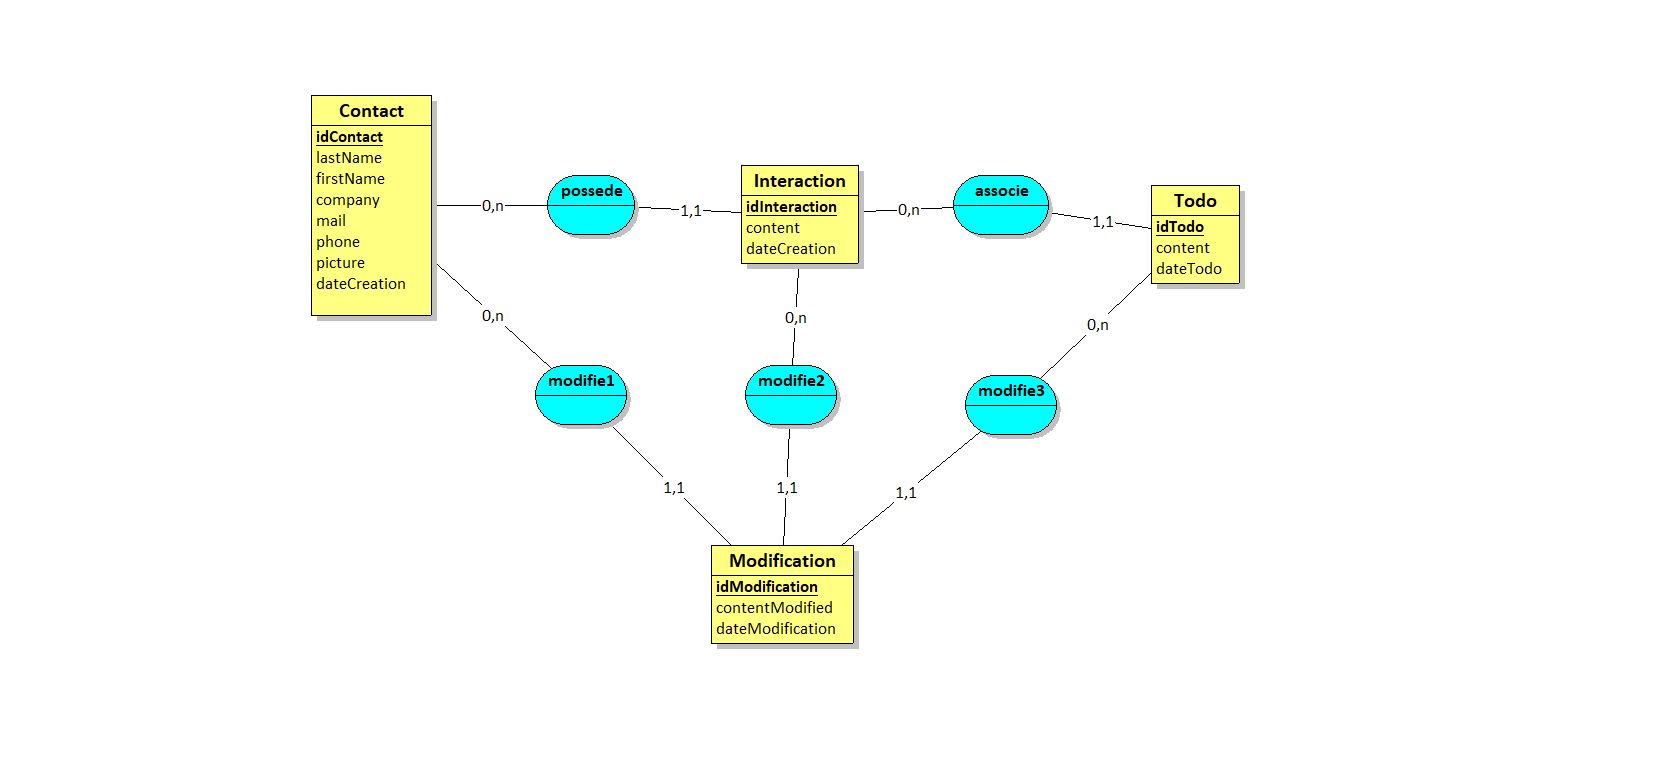 Contact
idContact
lastName
firstName
company
mail
phone
picture
dateCreation
0,n
possede
1,1
Interaction
idInteraction
content
dateCreation
0,n
associe
1,1
Todo
idTodo
content
dateTodo
0,n
0,n
0,n
modifie1
modifie2
modifie3
1,1
1,1
1,1
Modification
idModification
contentModified
dateModification